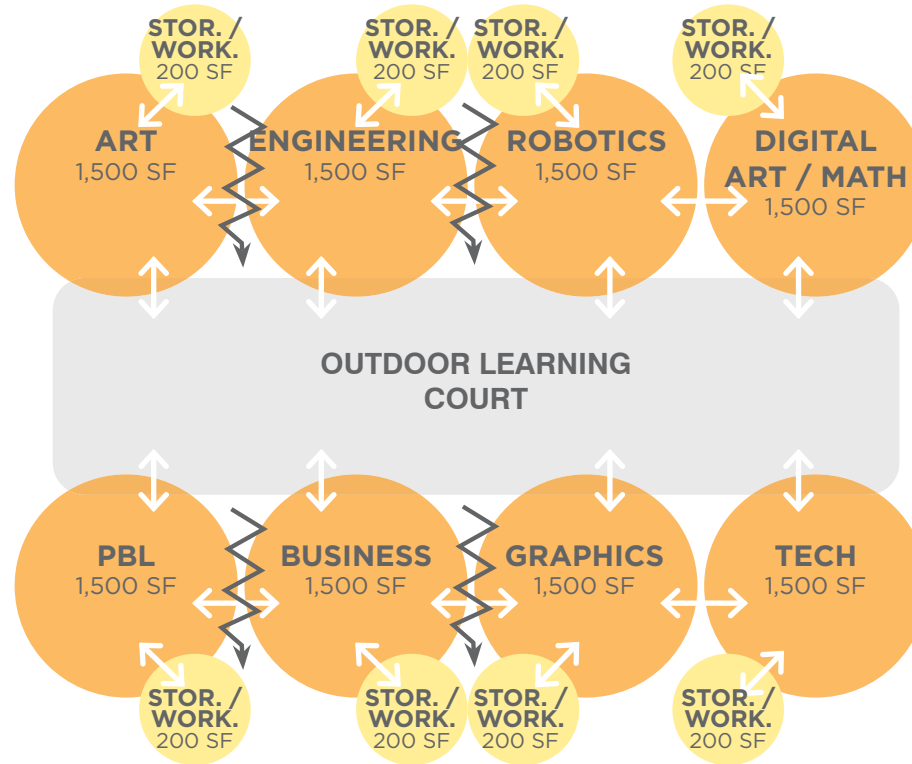 STOR. /
WORK.
200 SF
STOR. /
WORK.
200 SF
STOR. /
WORK.
200 SF
STOR. /
WORK.
200 SF
ART
1,500 SF
ENGINEERING
1,500 SF
ROBOTICS
1,500 SF
DIGITAL
ART / MATH
1,500 SF
OUTDOOR LEARNING
COURT
PBL
1,500 SF
BUSINESS
1,500 SF
GRAPHICS
1,500 SF
TECH
1,500 SF
STOR. /
WORK.
200 SF
STOR. /
WORK.
200 SF
STOR. /
WORK.
200 SF
STOR. /
WORK.
200 SF